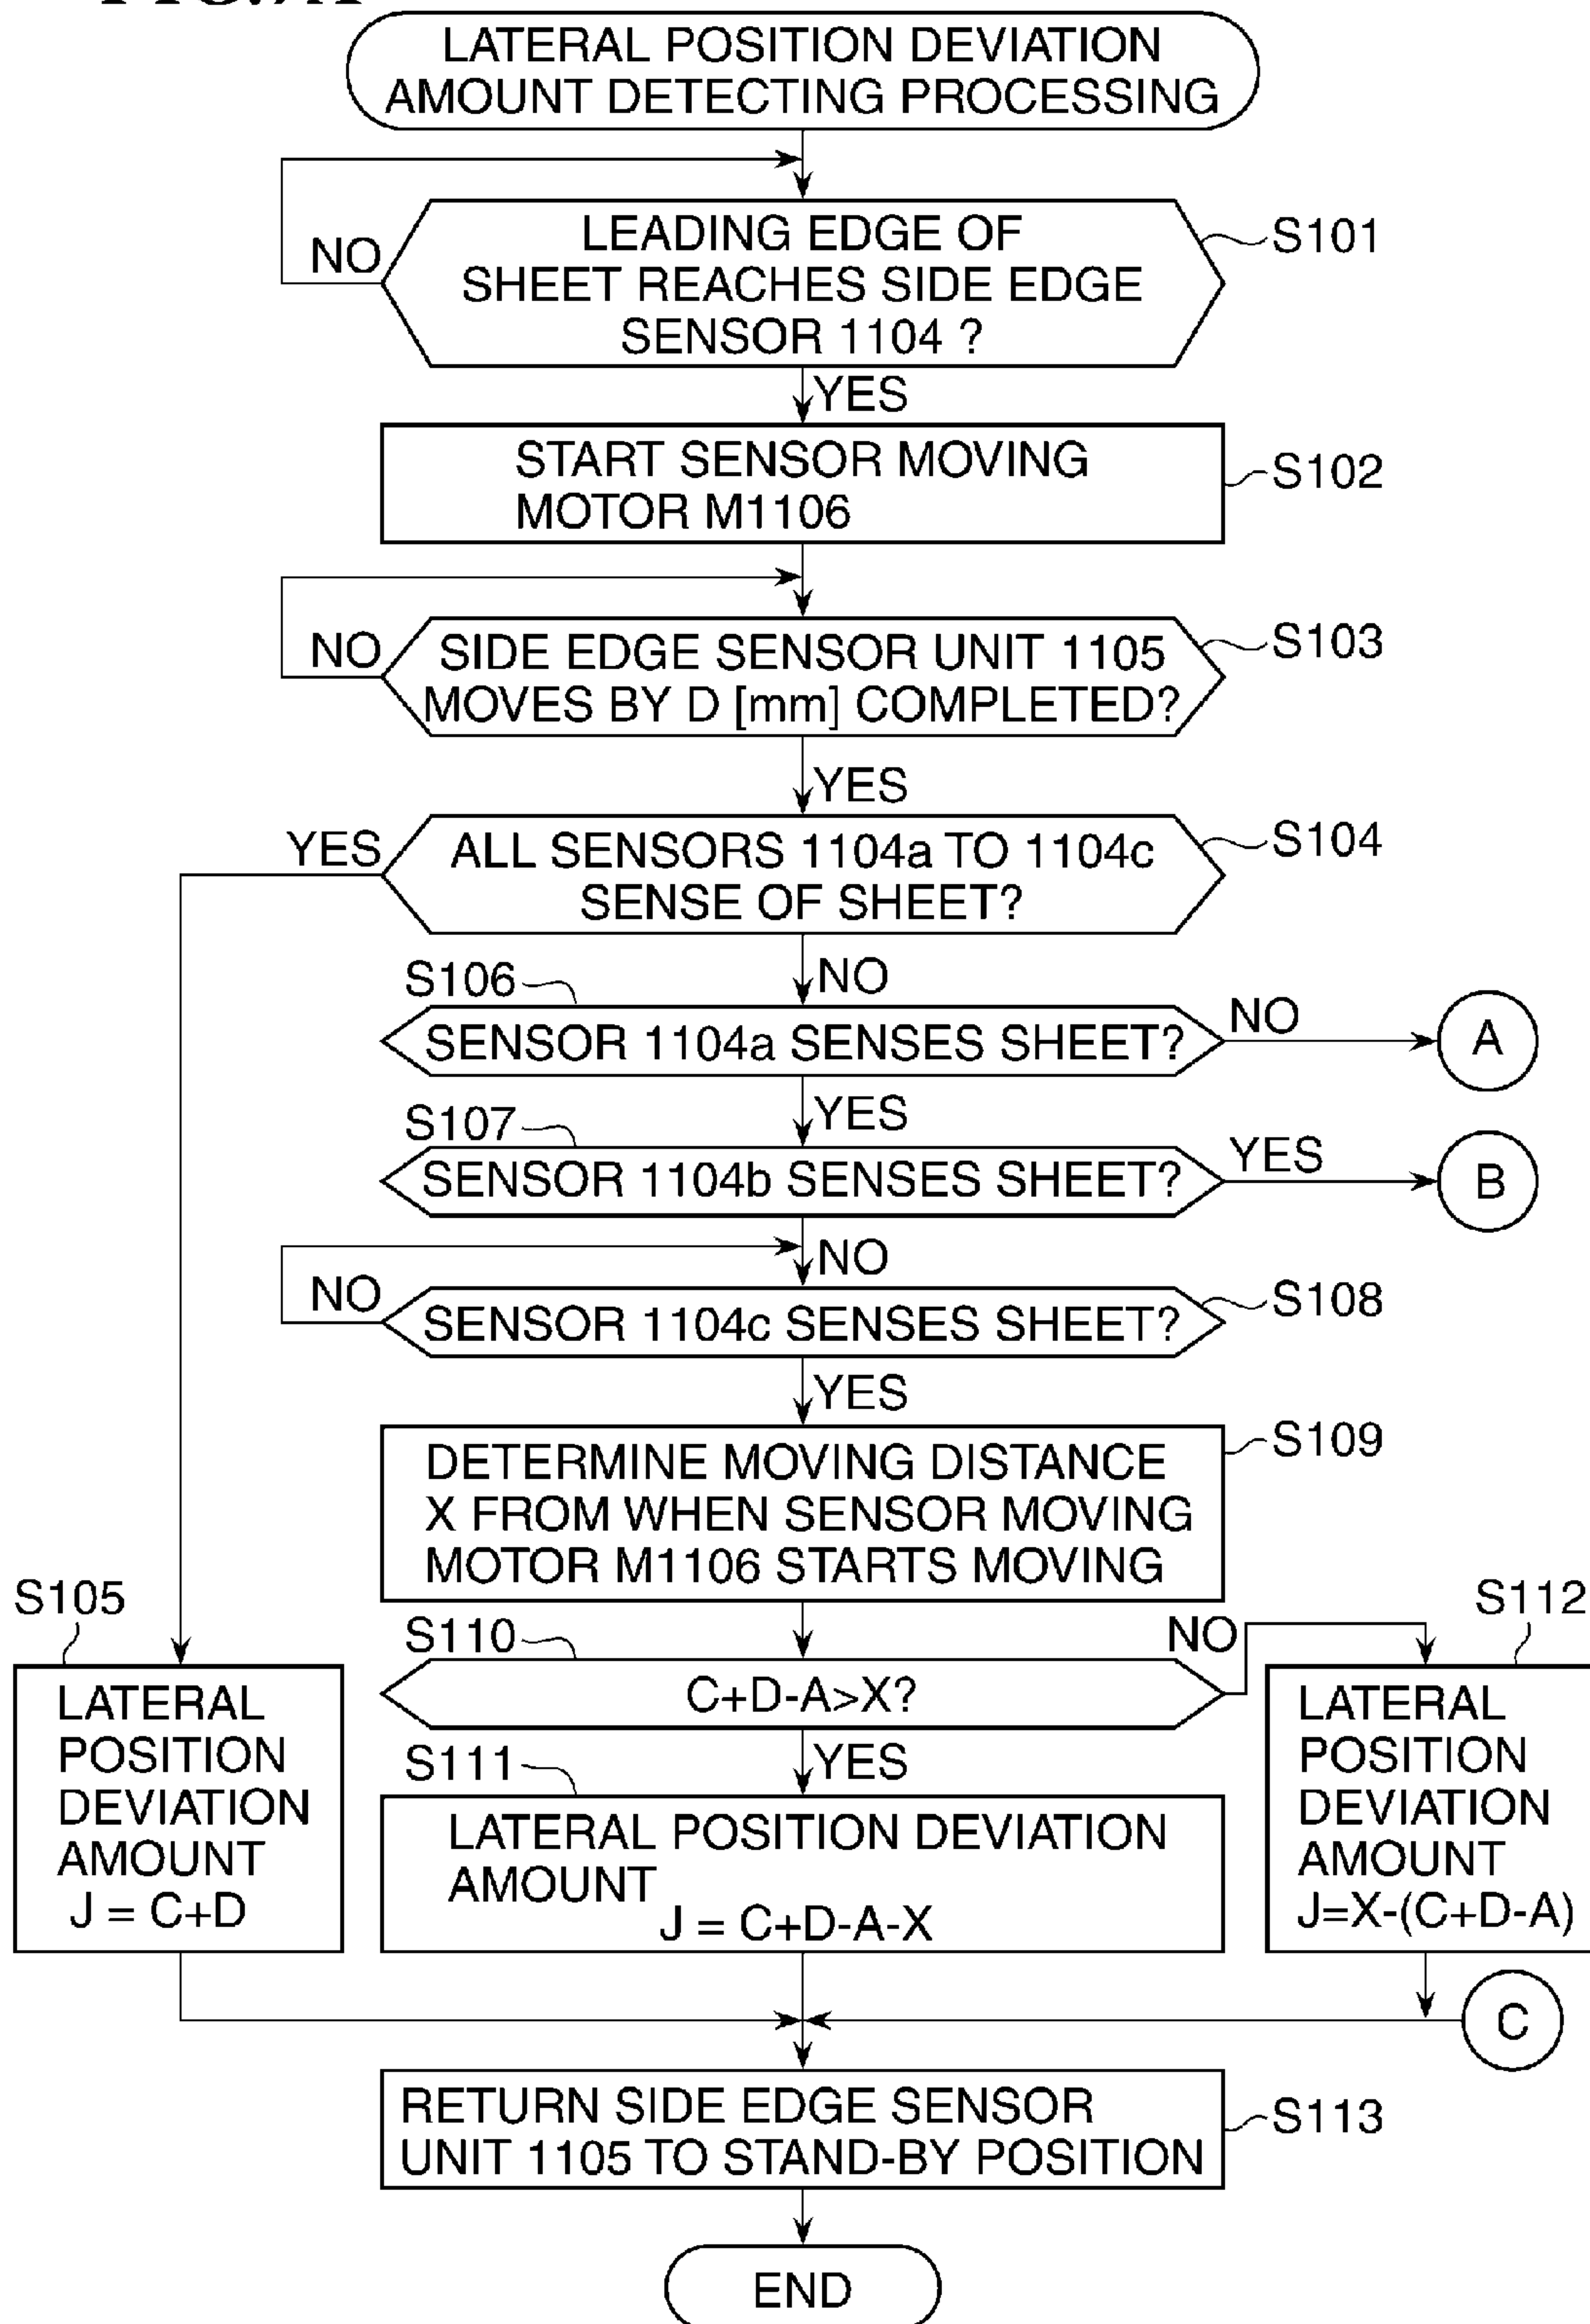 LATERAL POSITION DEVIATION
AMOUNT DETECTING PROCESSING
NO
LEADING EDGE OF
SHEET REACHES SIDE EDGE
SENSOR 1104 ?
S101
YES
START SENSOR MOVING
MOTOR M1106
S102
NO
SIDE EDGE SENSOR UNIT 1105
MOVES BY D [mm] COMPLETED?
S103
YES
YES
ALL SENSORS 1104a TO 1104c
SENSE OF SHEET?
S104
NO
S106
SENSOR 1104a SENSES SHEET?
NO
A
YES
S107
SENSOR 1104b SENSES SHEET?
YES
B
NO
NO
SENSOR 1104c SENSES SHEET?
S108
YES
DETERMINE MOVING DISTANCE
X FROM WHEN SENSOR MOVING
MOTOR M1106 STARTS MOVING
S109
S105
LATERAL
POSITION
DEVIATION
AMOUNT
J = C+D
S110
C+D-A>X?
NO
YES
S111
LATERAL POSITION DEVIATION
AMOUNT
J = C+D-A-X
S112
LATERAL
POSITION
DEVIATION
AMOUNT
J=X-(C+D-A)
C
RETURN SIDE EDGE SENSOR
UNIT 1105 TO STAND-BY POSITION
S113
END